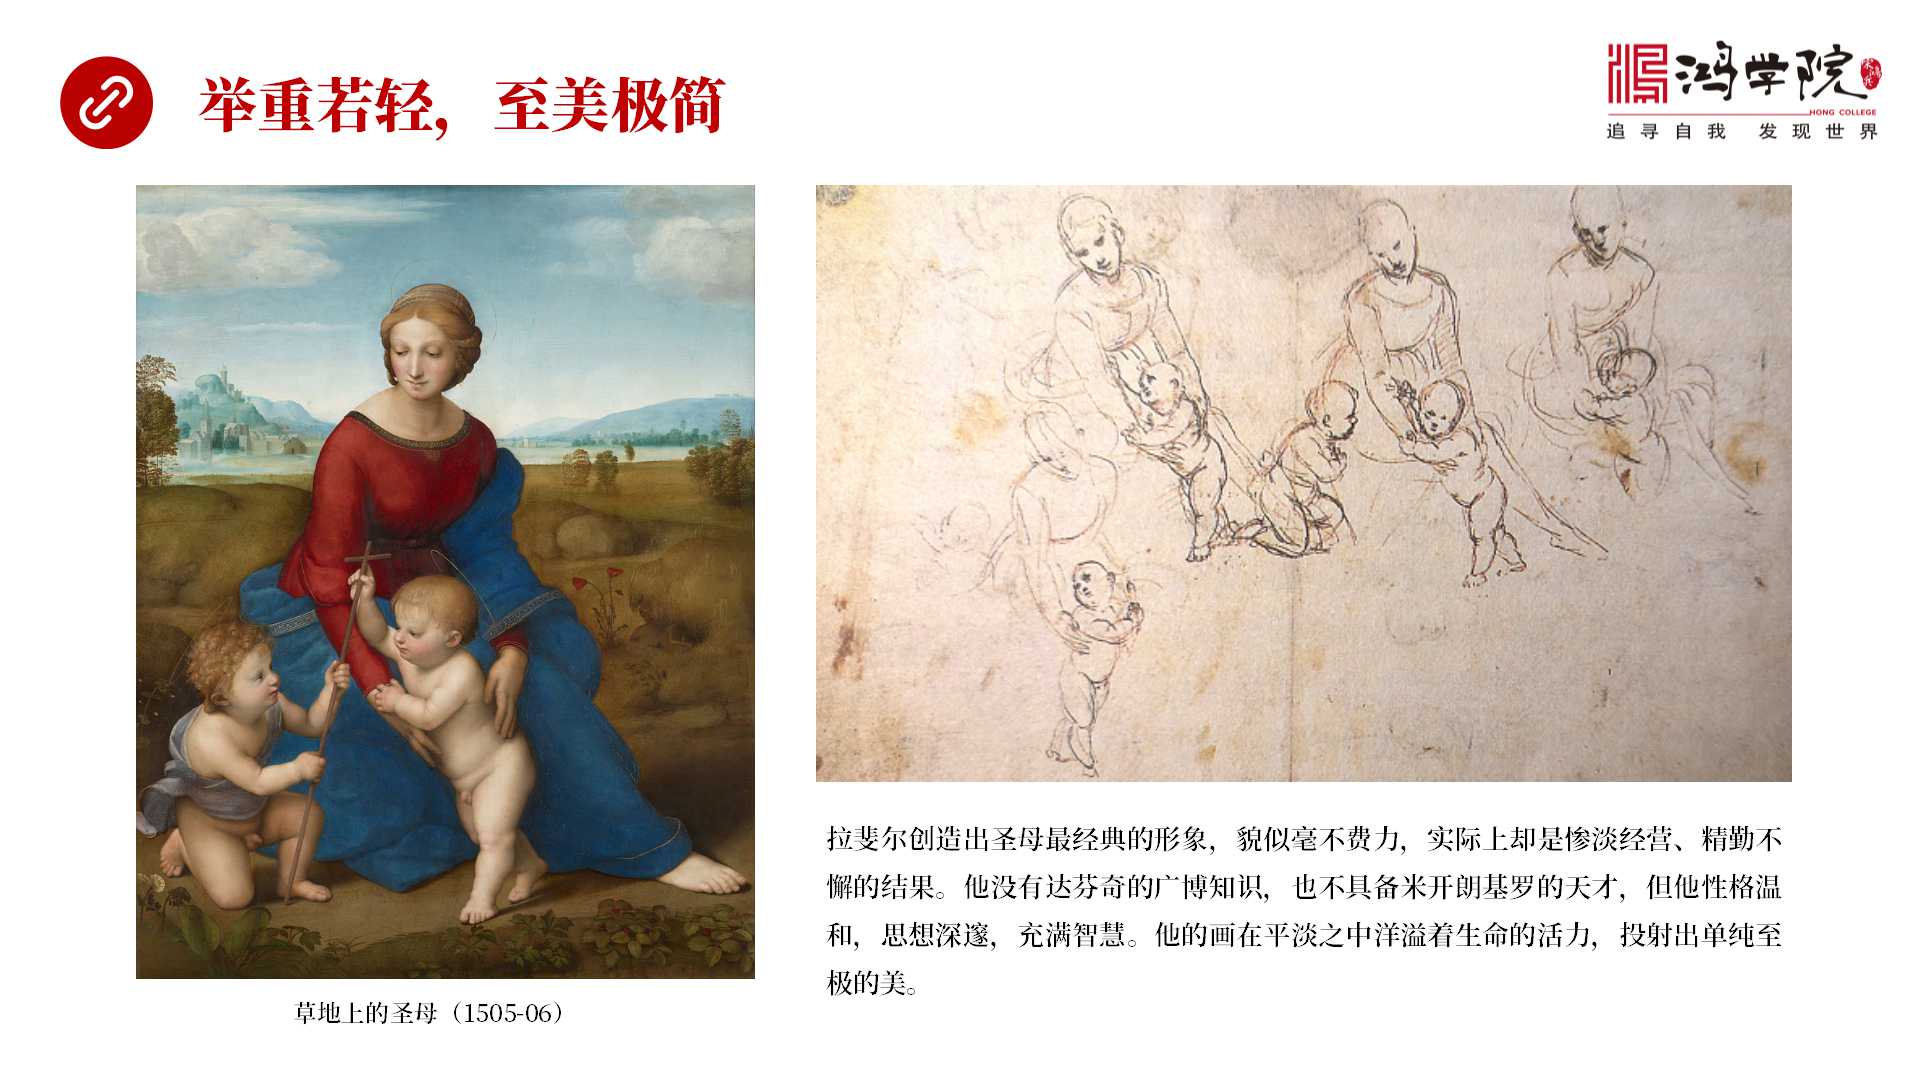 举重若轻，至美极简
鸿学院
HONG COLLEGE
追寻自我 发现世界
拉斐尔创造出圣母最经典的形象，貌似毫不费力，实际上却是惨淡经营、精勤不
懈的结果。他没有达芬奇的广博知识，也不具备米开朗基罗的天才，但他性格温
和，思想深邃，充满智慧。他的画在平淡之中洋溢着生命的活力，投射出单纯至
极的美。
草地上的圣母（1505-06）